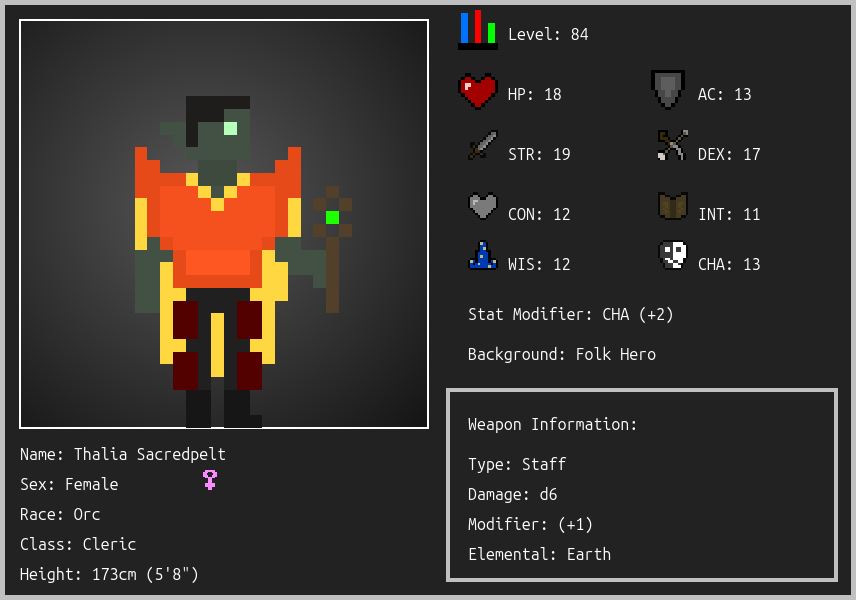 Level: 84
HP: 18
AC: 13
STR: 19
DEX: 17
CON: 12
INT: 11
WIS: 12
CHA: 13
Stat Modifier: CHA (+2)
Background: Folk Hero
Weapon Information:
Type: Staff
Damage: d6
Modifier: (+1)
Elemental: Earth
Name: Thalia Sacredpelt
Sex: Female
Race: Orc
Class: Cleric
Height: 173cm (5'8")